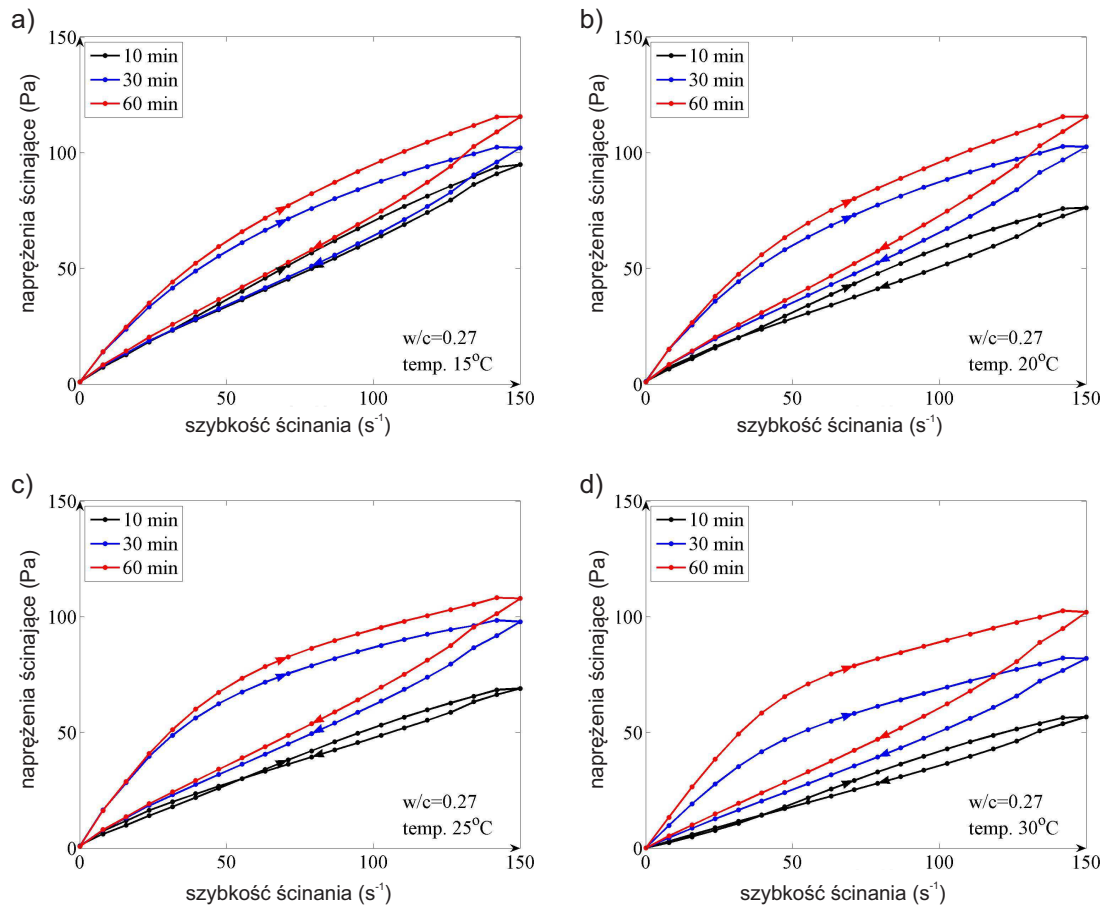 a)
150
10 min
30 min
60 min
100
50
0
0
50
100
150
naprężenia ścinające (Pa)
szybkość ścinania (s⁻¹)
w/c=0.27
temp. 15°C
b)
150
10 min
30 min
60 min
100
50
0
0
50
100
150
naprężenia ścinające (Pa)
szybkość ścinania (s⁻¹)
w/c=0.27
temp. 20°C
c)
150
10 min
30 min
60 min
100
50
0
0
50
100
150
naprężenia ścinające (Pa)
szybkość ścinania (s⁻¹)
w/c=0.27
temp. 25°C
d)
150
10 min
30 min
60 min
100
50
0
0
50
100
150
naprężenia ścinające (Pa)
szybkość ścinania (s⁻¹)
w/c=0.27
temp. 30°C